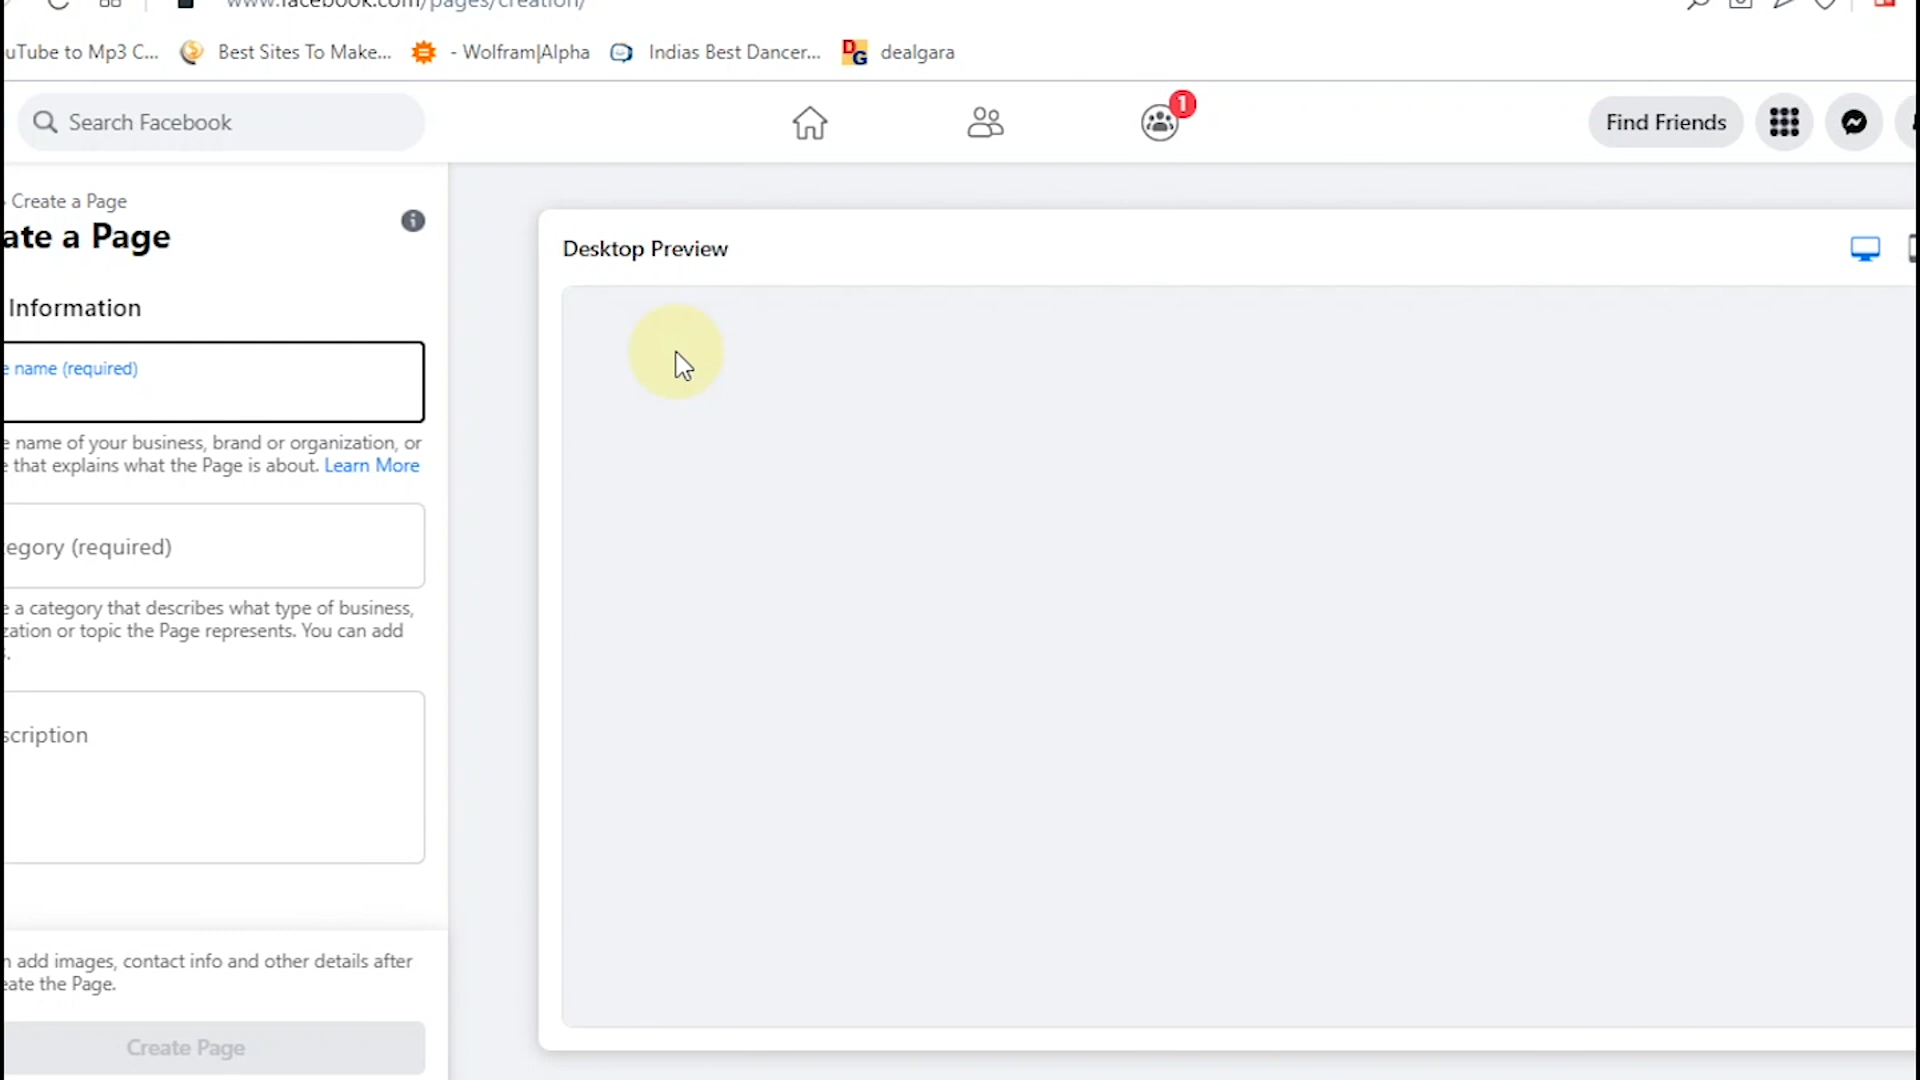 www.facebook.com/pages/creation/
uTube to Mp3 C...
Best Sites To Make...
- Wolfram|Alpha
Indias Best Dancer...
DG dealgara
Search Facebook
1
Find Friends
Create a Page
ate a Page
Information
e name (required)
e name of your business, brand or organization, or
e that explains what the Page is about. Learn More
egory (required)
e a category that describes what type of business,
zation or topic the Page represents. You can add
s.
scription
n add images, contact info and other details after
eate the Page.
Create Page
Desktop Preview